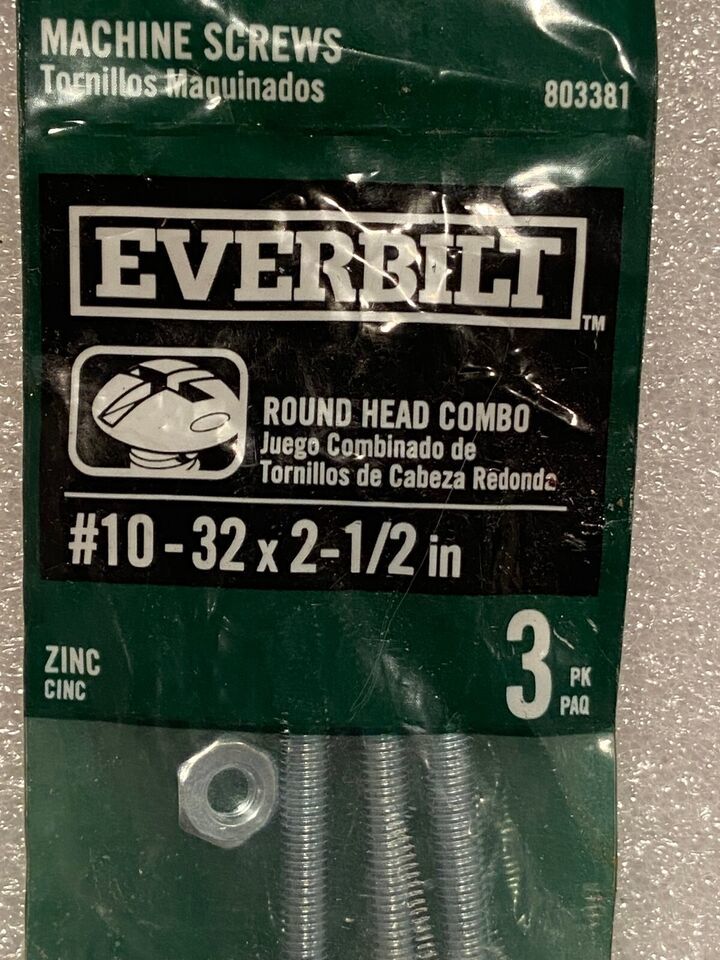 MACHINE SCREWS
Tornillos Maquinados
803381
EVERBILT
TM
ROUND HEAD COMBO
Juego Combinado de
Tornillos de Cabeza Redonda
#10-32 x 2-1/2 in
ZINC
CINC
3 PK
PAQ